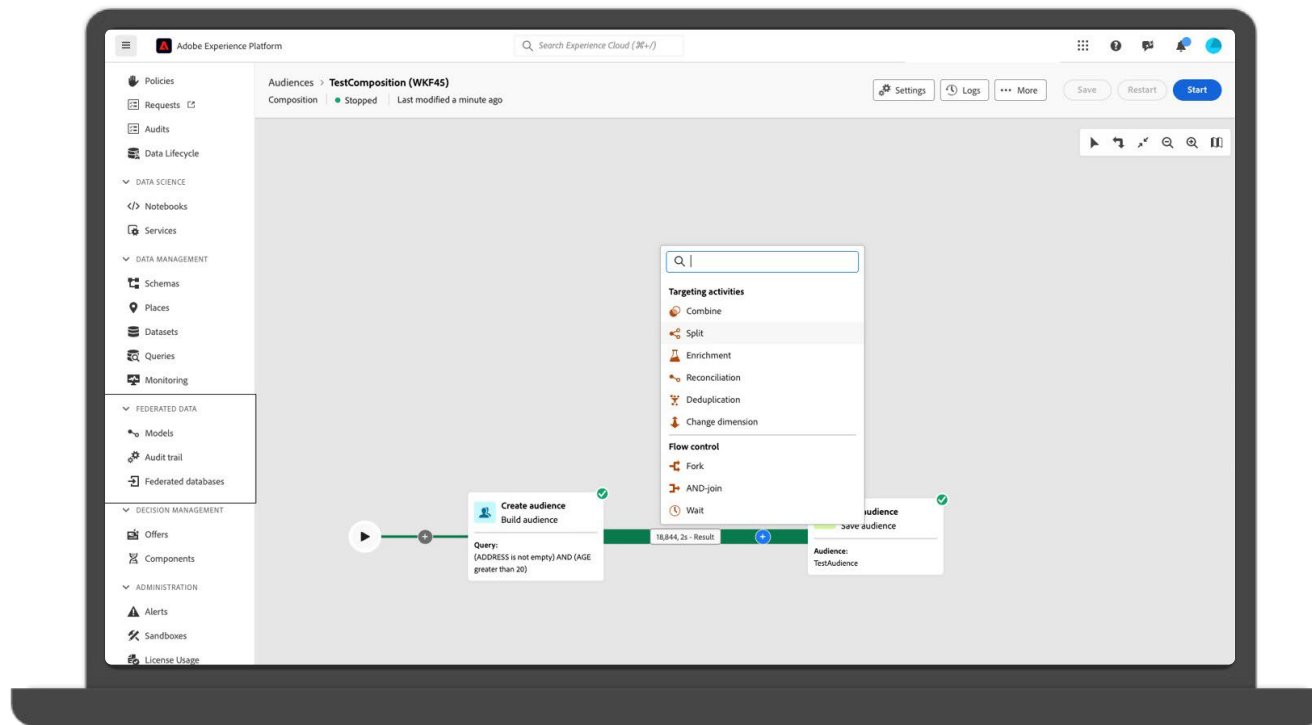 Adobe Experience Platform
Search Experience Cloud (⌘+/)
Policies
Requests
Audits
Data Lifecycle
DATA SCIENCE
Notebooks
Services
DATA MANAGEMENT
Schemas
Places
Datasets
Queries
Monitoring
FEDERATED DATA
Models
Audit trail
Federated databases
DECISION MANAGEMENT
Offers
Components
ADMINISTRATION
Alerts
Sandboxes
License Usage
Audiences > TestComposition (WKF45)
Composition Stopped Last modified a minute ago
Settings Logs ••• More Save Restart Start
Targeting activities
Combine
Split
Enrichment
Reconciliation
Deduplication
Change dimension
Flow control
Fork
AND-join
Wait
Create audience
Build audience
Query:
(ADDRESS is not empty) AND (AGE
greater than 20)
18,844, 2s - Result
udience
Save audience
Audience:
TestAudience